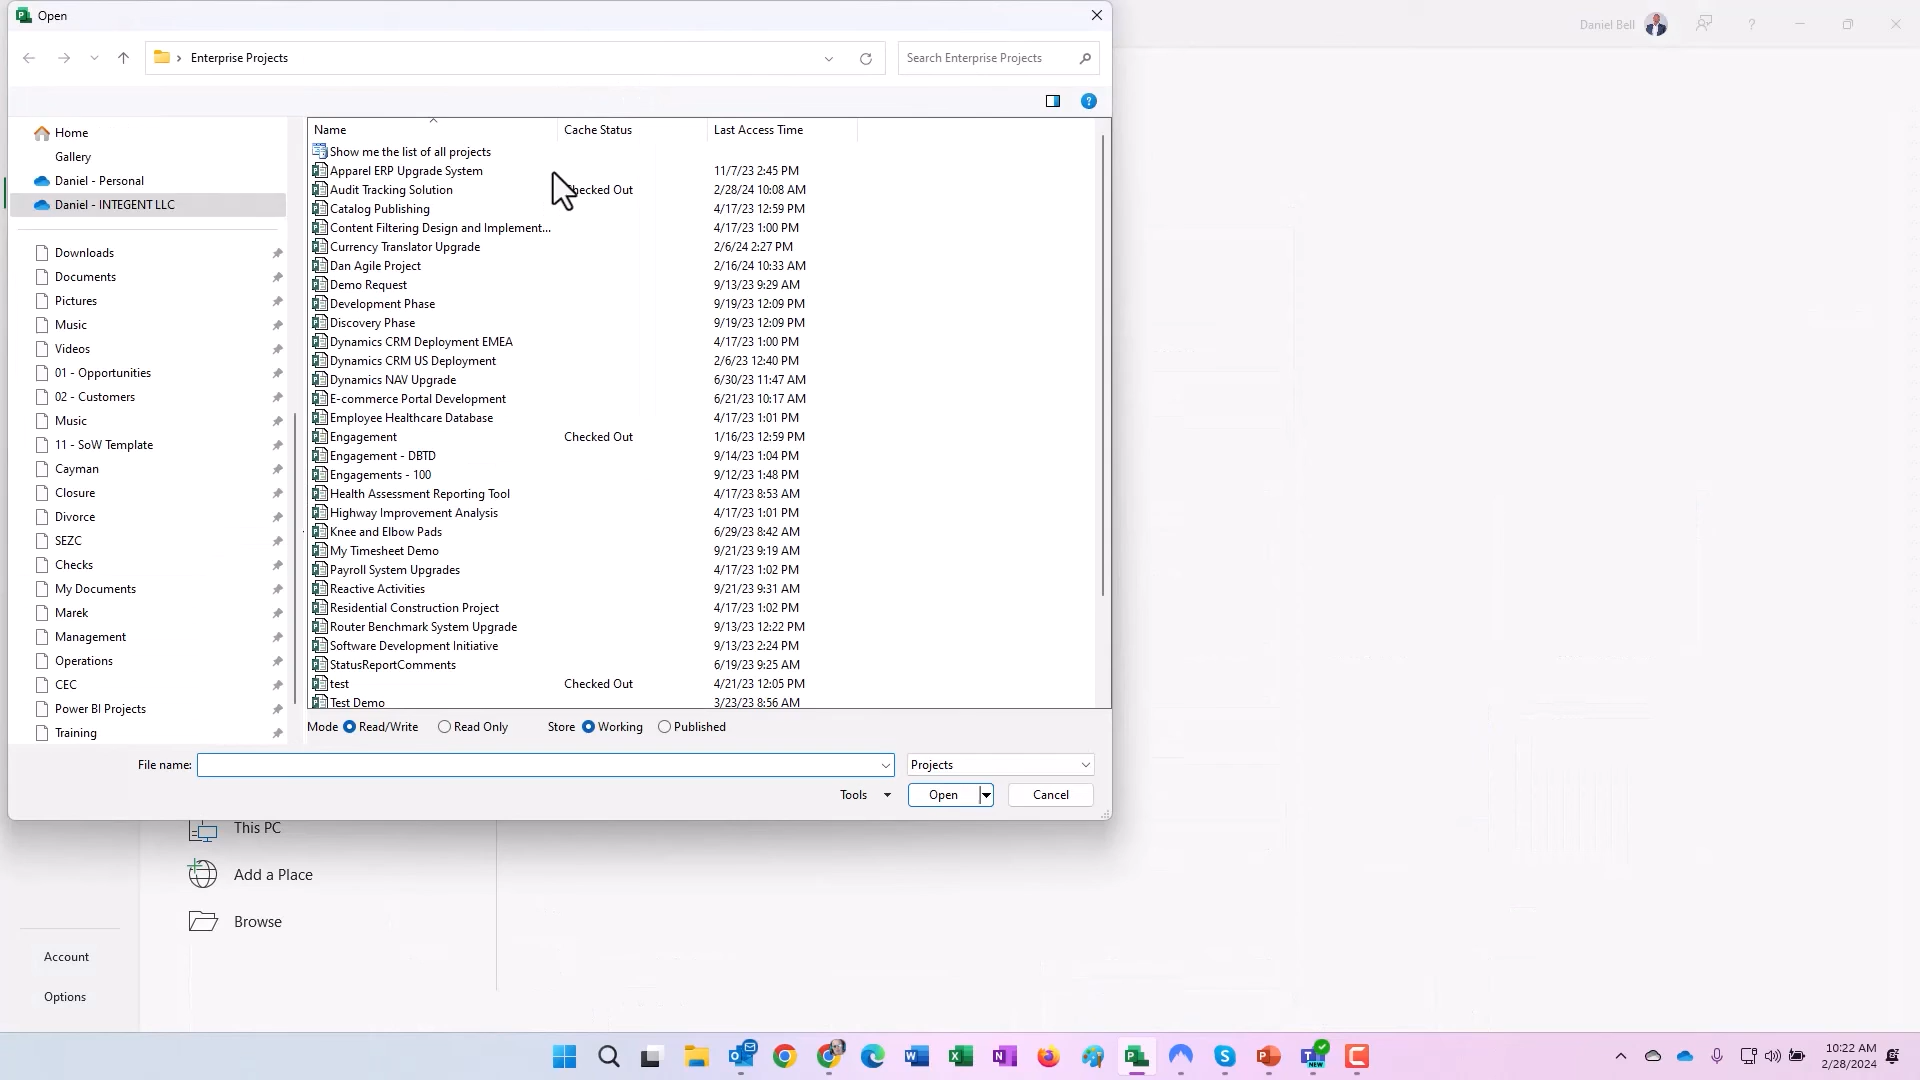 Open
Daniel Bell
Enterprise Projects
Search Enterprise Projects
Home
Gallery
Daniel - Personal
Daniel - INTEGENT LLC
Downloads
Documents
Pictures
Music
Videos
01 - Opportunities
02 - Customers
Music
11 - SoW Template
Cayman
Closure
Divorce
SEZC
Checks
My Documents
Marek
Management
Operations
CEC
Power BI Projects
Training
Name Cache Status Last Access Time
Show me the list of all projects
Apparel ERP Upgrade System 11/7/23 2:45 PM
Audit Tracking Solution Checked Out 2/28/24 10:08 AM
Catalog Publishing 4/17/23 12:59 PM
Content Filtering Design and Implement... 4/17/23 1:00 PM
Currency Translator Upgrade 2/6/24 2:27 PM
Dan Agile Project 2/16/24 10:33 AM
Demo Request 9/13/23 9:29 AM
Development Phase 9/19/23 12:09 PM
Discovery Phase 9/19/23 12:09 PM
Dynamics CRM Deployment EMEA 4/17/23 1:00 PM
Dynamics CRM US Deployment 2/6/23 12:40 PM
Dynamics NAV Upgrade 6/30/23 11:47 AM
E-commerce Portal Development 6/21/23 10:17 AM
Employee Healthcare Database 4/17/23 1:01 PM
Engagement Checked Out 1/16/23 12:59 PM
Engagement - DBTD 9/14/23 1:04 PM
Engagements - 100 9/12/23 1:48 PM
Health Assessment Reporting Tool 4/17/23 8:53 AM
Highway Improvement Analysis 4/17/23 1:01 PM
Knee and Elbow Pads 6/29/23 8:42 AM
My Timesheet Demo 9/21/23 9:19 AM
Payroll System Upgrades 4/17/23 1:02 PM
Reactive Activities 9/21/23 9:31 AM
Residential Construction Project 4/17/23 1:02 PM
Router Benchmark System Upgrade 9/13/23 12:22 PM
Software Development Initiative 9/13/23 2:24 PM
StatusReportComments 6/19/23 9:25 AM
test Checked Out 4/21/23 12:05 PM
Test Demo 3/23/23 8:56 AM
Mode Read/Write Read Only Store Working Published
File name: Projects
Tools Open Cancel
This PC
Add a Place
Browse
Account
Options
10:22 AM
2/28/2024